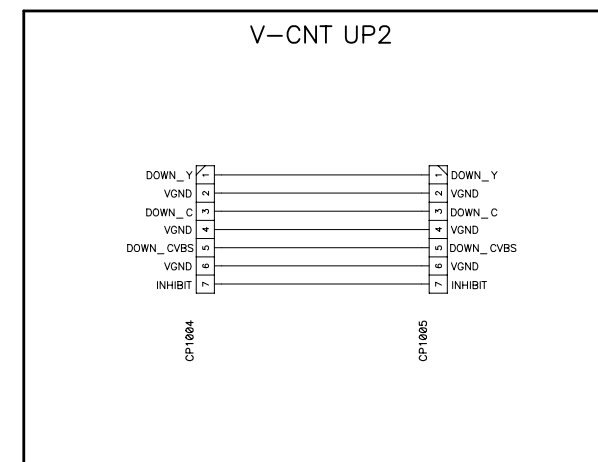 V-CNT UP2
DOWN_Y 1 1 DOWN_Y
VGND 2 2 VGND
DOWN_C 3 3 DOWN_C
VGND 4 4 VGND
DOWN_CVBS 5 5 DOWN_CVBS
VGND 6 6 VGND
INHIBIT 7 7 INHIBIT
CP1004 CP1005